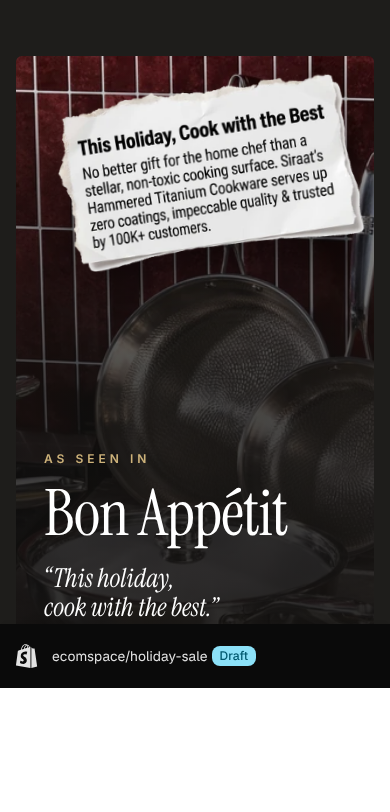 This Holiday, Cook with the Best
No better gift for the home chef than a
stellar, non-toxic cooking surface. Siraat's
Hammered Titanium Cookware serves up
zero coatings, impeccable quality & trusted
by 100K+ customers.
AS SEEN IN
Bon Appétit
“This holiday,
cook with the best.”
ecomspace/holiday-sale Draft